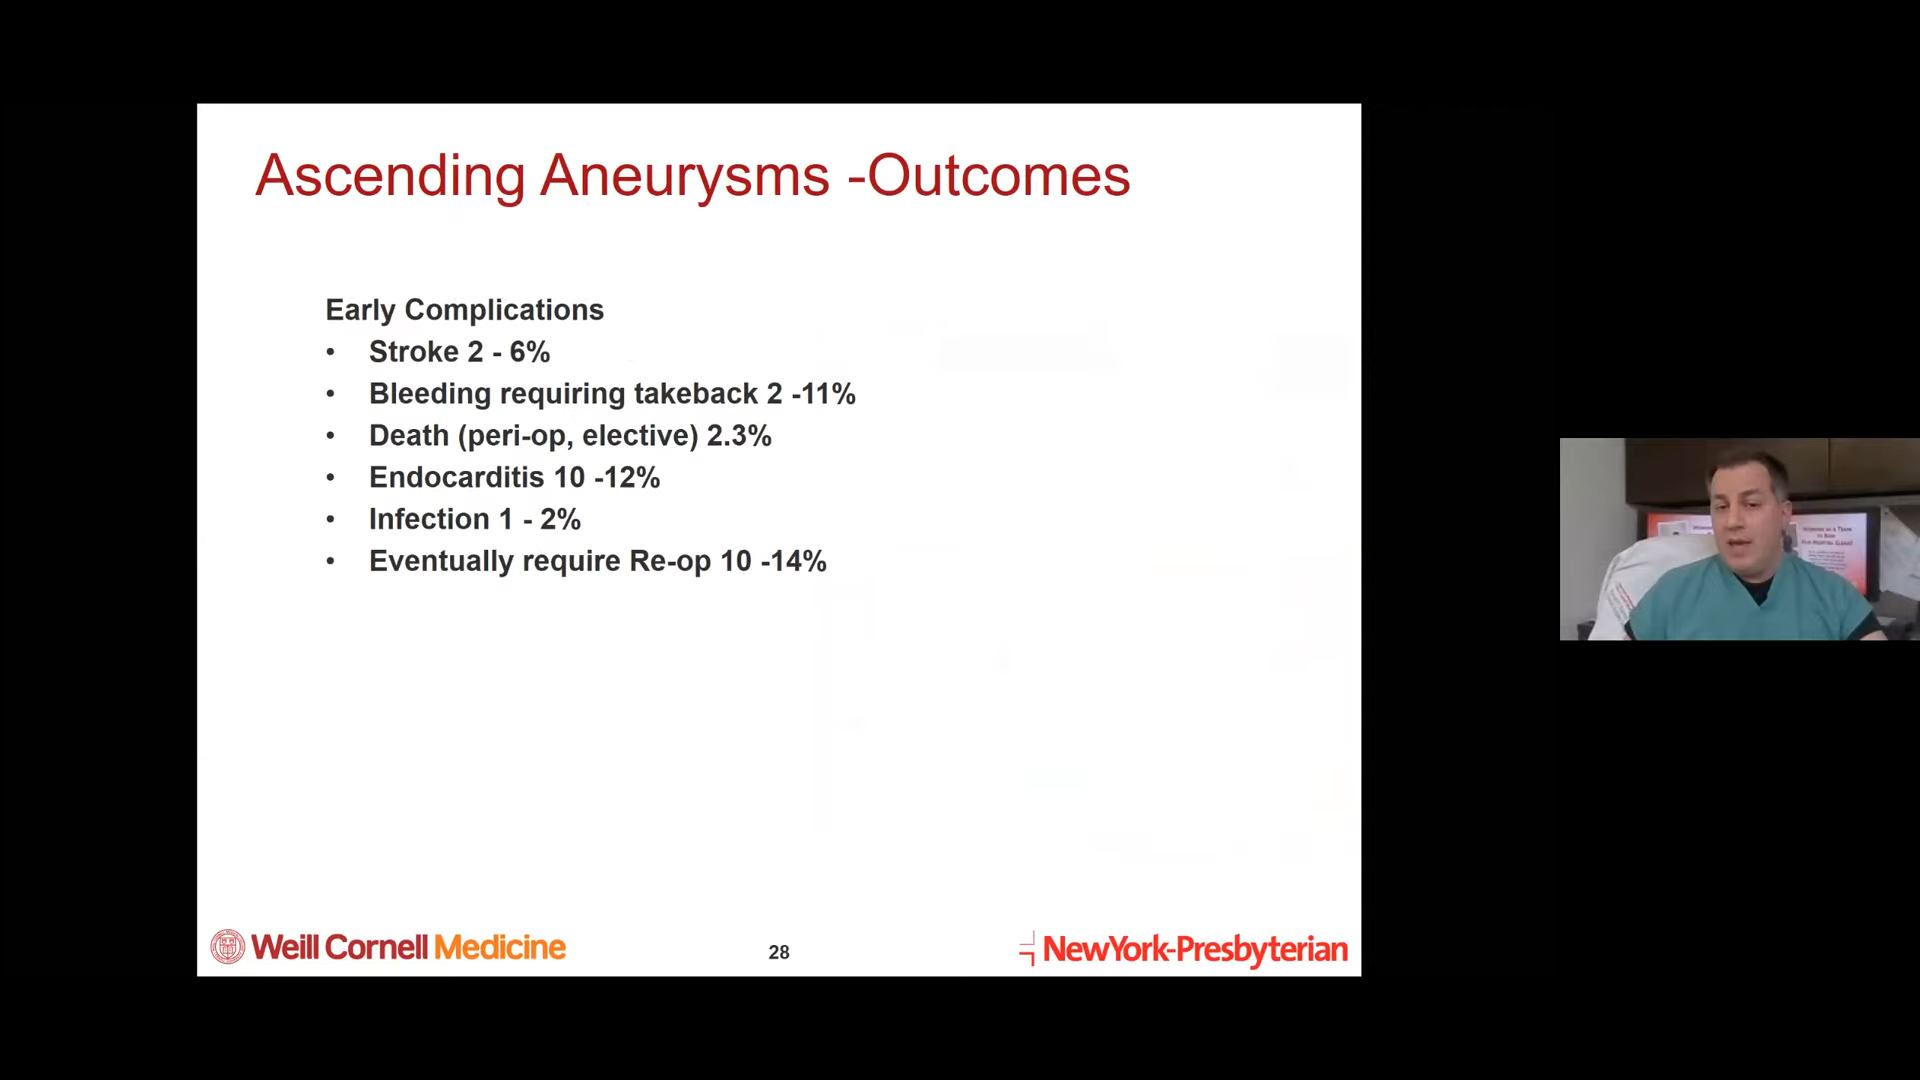 Ascending Aneurysms -Outcomes
Early Complications
• Stroke 2 - 6%
• Bleeding requiring takeback 2 -11%
• Death (peri-op, elective) 2.3%
• Endocarditis 10 -12%
• Infection 1 - 2%
• Eventually require Re-op 10 -14%
Weill Cornell Medicine
28
NewYork-Presbyterian